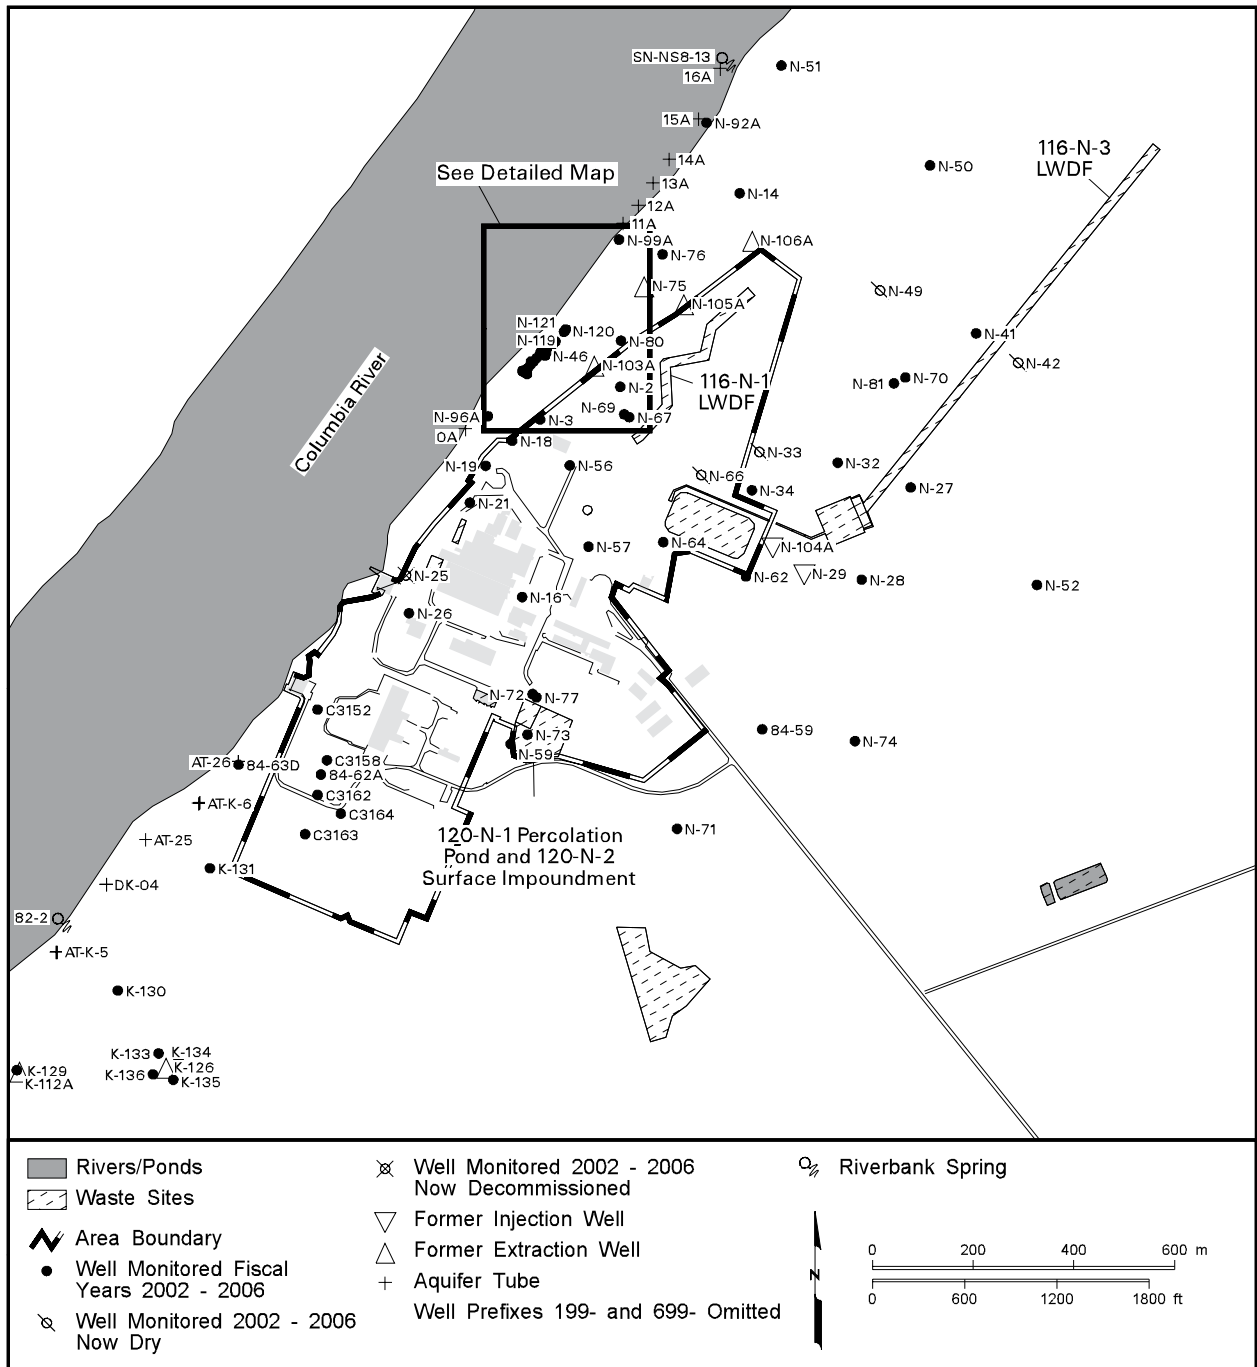 SN-NS8-13
16A
N-51
15A
N-92A
116-N-3
LWDF
14A
N-50
See Detailed Map
13A
N-14
12A
11A
N-99A
N-106A
N-76
N-75
N-49
N-105A
N-121
N-120
N-119
N-80
N-41
N-46
N-42
N-103A
116-N-1
LWDF
N-70
N-81
N-2
Columbia River
N-69
N-67
N-96A
N-3
0A
N-18
N-33
N-19
N-56
N-32
N-66
N-34
N-27
N-21
N-64
N-57
N-104A
N-25
N-62
N-29
N-28
N-52
N-16
N-26
N-72
N-77
C3152
84-59
N-73
N-74
N-59
AT-26
84-63D
C3158
84-62A
C3162
AT-K-6
C3164
N-71
C3163
AT-25
120-N-1 Percolation
Pond and 120-N-2
Surface Impoundment
K-131
DK-04
82-2
AT-K-5
K-130
K-133
K-134
K-126
K-129
K-136
K-135
K-112A
Rivers/Ponds
Waste Sites
Area Boundary
Well Monitored Fiscal
Years 2002 - 2006
Well Monitored 2002 - 2006
Now Dry
Well Monitored 2002 - 2006
Now Decommissioned
Former Injection Well
Former Extraction Well
Aquifer Tube
Well Prefixes 199- and 699- Omitted
Riverbank Spring
N
0 200 400 600 m
0 600 1200 1800 ft